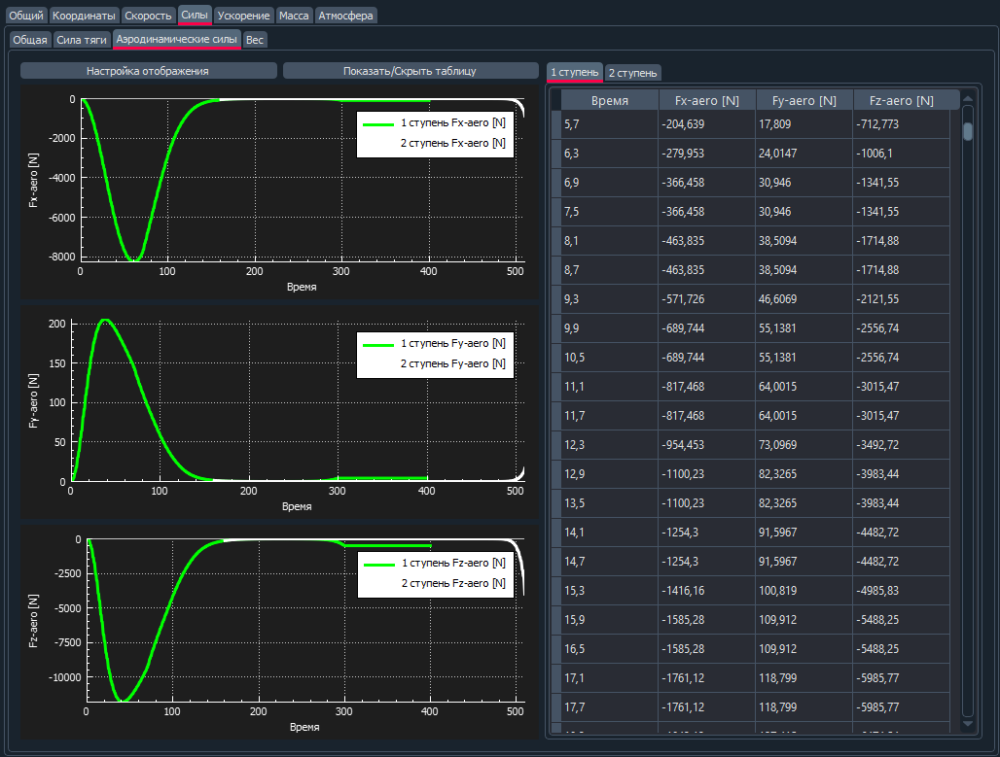 Общий Координаты Скорость Силы Ускорение Масса Атмосфера
Общая Сила тяги Аэродинамические силы Вес
Настройка отображения Показать/Скрыть таблицу
0
-2000
-4000
-6000
-8000
Fx-aero [N]
1 ступень Fx-aero [N]
2 ступень Fx-aero [N]
0 100 200 300 400 500
Время
200
150
100
50
0
Fy-aero [N]
1 ступень Fy-aero [N]
2 ступень Fy-aero [N]
0 100 200 300 400 500
Время
0
-2500
-5000
-7500
-10000
Fz-aero [N]
1 ступень Fz-aero [N]
2 ступень Fz-aero [N]
0 100 200 300 400 500
Время
1 ступень 2 ступень
Время Fx-aero [N] Fy-aero [N] Fz-aero [N]
5,7 -204,639 17,809 -712,773
6,3 -279,953 24,0147 -1006,1
6,9 -366,458 30,946 -1341,55
7,5 -366,458 30,946 -1341,55
8,1 -463,835 38,5094 -1714,88
8,7 -463,835 38,5094 -1714,88
9,3 -571,726 46,6069 -2121,55
9,9 -689,744 55,1381 -2556,74
10,5 -689,744 55,1381 -2556,74
11,1 -817,468 64,0015 -3015,47
11,7 -817,468 64,0015 -3015,47
12,3 -954,453 73,0969 -3492,72
12,9 -1100,23 82,3265 -3983,44
13,5 -1100,23 82,3265 -3983,44
14,1 -1254,3 91,5967 -4482,72
14,7 -1254,3 91,5967 -4482,72
15,3 -1416,16 100,819 -4985,83
15,9 -1585,28 109,912 -5488,25
16,5 -1585,28 109,912 -5488,25
17,1 -1761,12 118,799 -5985,77
17,7 -1761,12 118,799 -5985,77